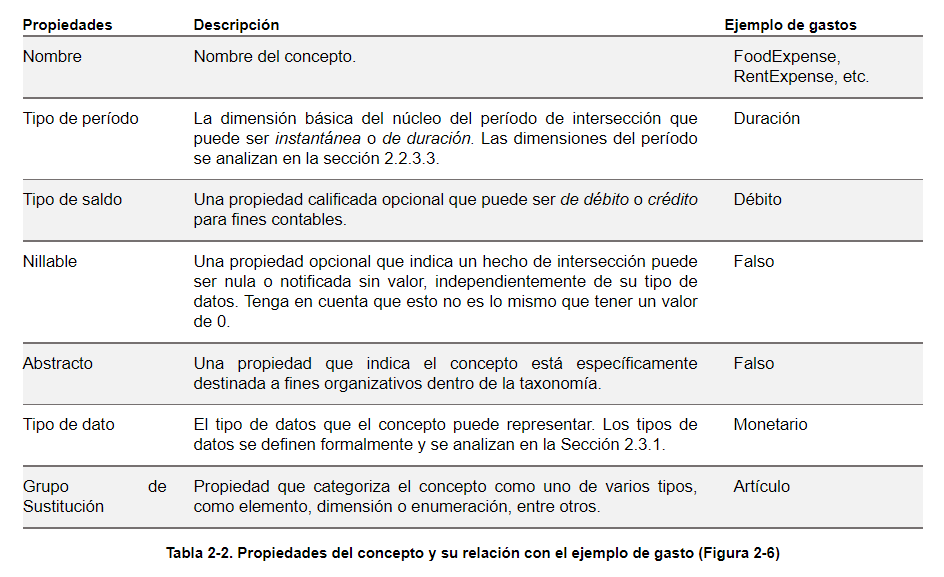 Propiedades Descripción Ejemplo de gastos
Nombre Nombre del concepto. FoodExpense,
RentExpense, etc.
Tipo de período La dimensión básica del núcleo del período de intersección que Duración
puede ser instantánea o de duración. Las dimensiones del período
se analizan en la sección 2.2.3.3.
Tipo de saldo Una propiedad calificada opcional que puede ser de débito o crédito Débito
para fines contables.
Nillable Una propiedad opcional que indica un hecho de intersección puede Falso
ser nula o notificada sin valor, independientemente de su tipo de
datos. Tenga en cuenta que esto no es lo mismo que tener un valor
de 0.
Abstracto Una propiedad que indica el concepto está específicamente Falso
destinada a fines organizativos dentro de la taxonomía.
Tipo de dato El tipo de datos que el concepto puede representar. Los tipos de Monetario
datos se definen formalmente y se analizan en la Sección 2.3.1.
Grupo de Propiedad que categoriza el concepto como uno de varios tipos, Artículo
Sustitución como elemento, dimensión o enumeración, entre otros.
Tabla 2-2. Propiedades del concepto y su relación con el ejemplo de gasto (Figura 2-6)